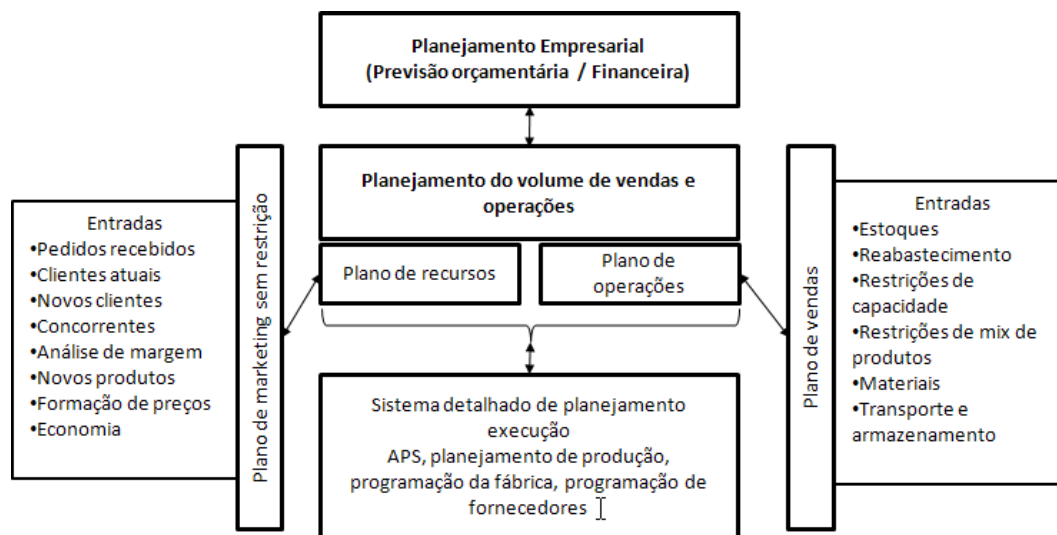 Planejamento Empresarial
(Previsão orçamentária / Financeira)
Planejamento do volume de vendas e
operações
Plano de recursos
Plano de
operações
Plano de marketing sem restrição
Entradas
•Pedidos recebidos
•Clientes atuais
•Novos clientes
•Concorrentes
•Análise de margem
•Novos produtos
•Formação de preços
•Economia
Plano de vendas
Entradas
•Estoques
•Reabastecimento
•Restrições de
capacidade
•Restrições de mix de
produtos
•Materiais
•Transporte e
armazenamento
Sistema detalhado de planejamento
execução
APS, planejamento de produção,
programação da fábrica, programação de
fornecedores